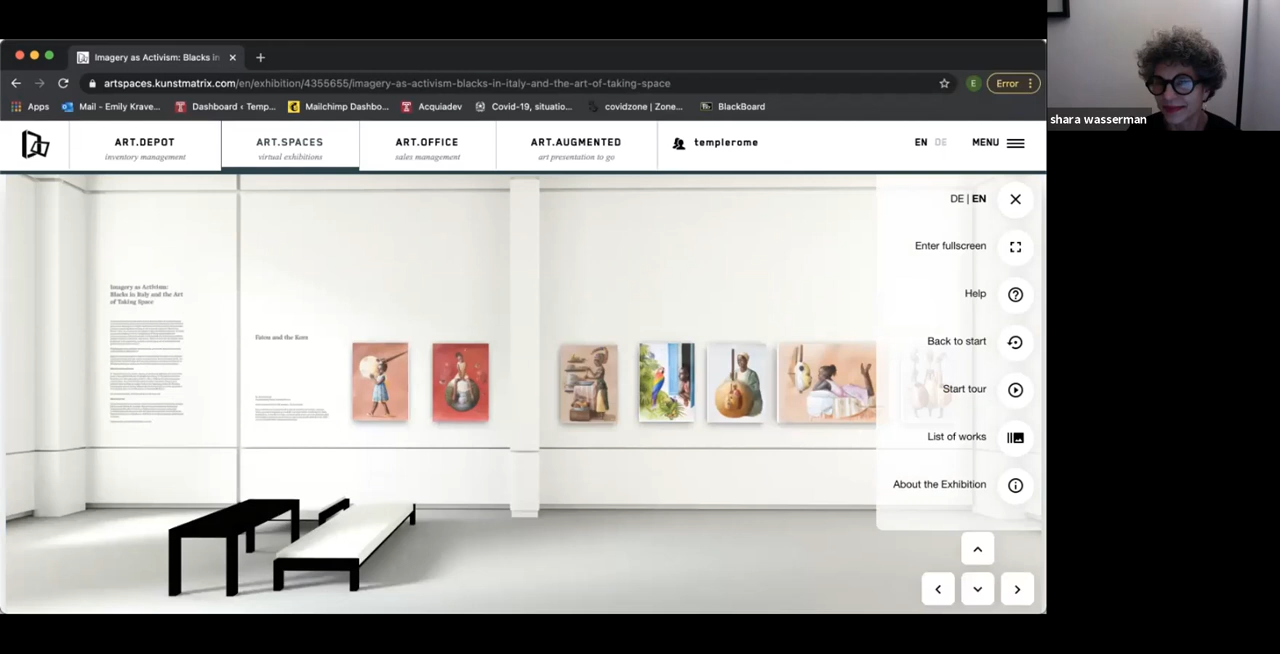 Imagery as Activism: Blacks in
artspaces.kunstmatrix.com/en/exhibition/4355655/imagery-as-activism-blacks-in-italy-and-the-art-of-taking-space
E
Error
Apps
Mail - Emily Krave...
Dashboard ‹ Temp...
Mailchimp Dashbo...
Acquiadev
Covid-19, situatio...
covidzone | Zone...
BlackBoard
shara wasserman
ART.DEPOT
inventory management
ART.SPACES
virtual exhibitions
ART.OFFICE
sales management
ART.AUGMENTED
art presentation to go
templerome
EN DE
MENU
DE | EN
Enter fullscreen
Help
Back to start
Start tour
List of works
About the Exhibition
Imagery as Activism:
Blacks in Italy and the Art
of Taking Space
Fatou and the Kora